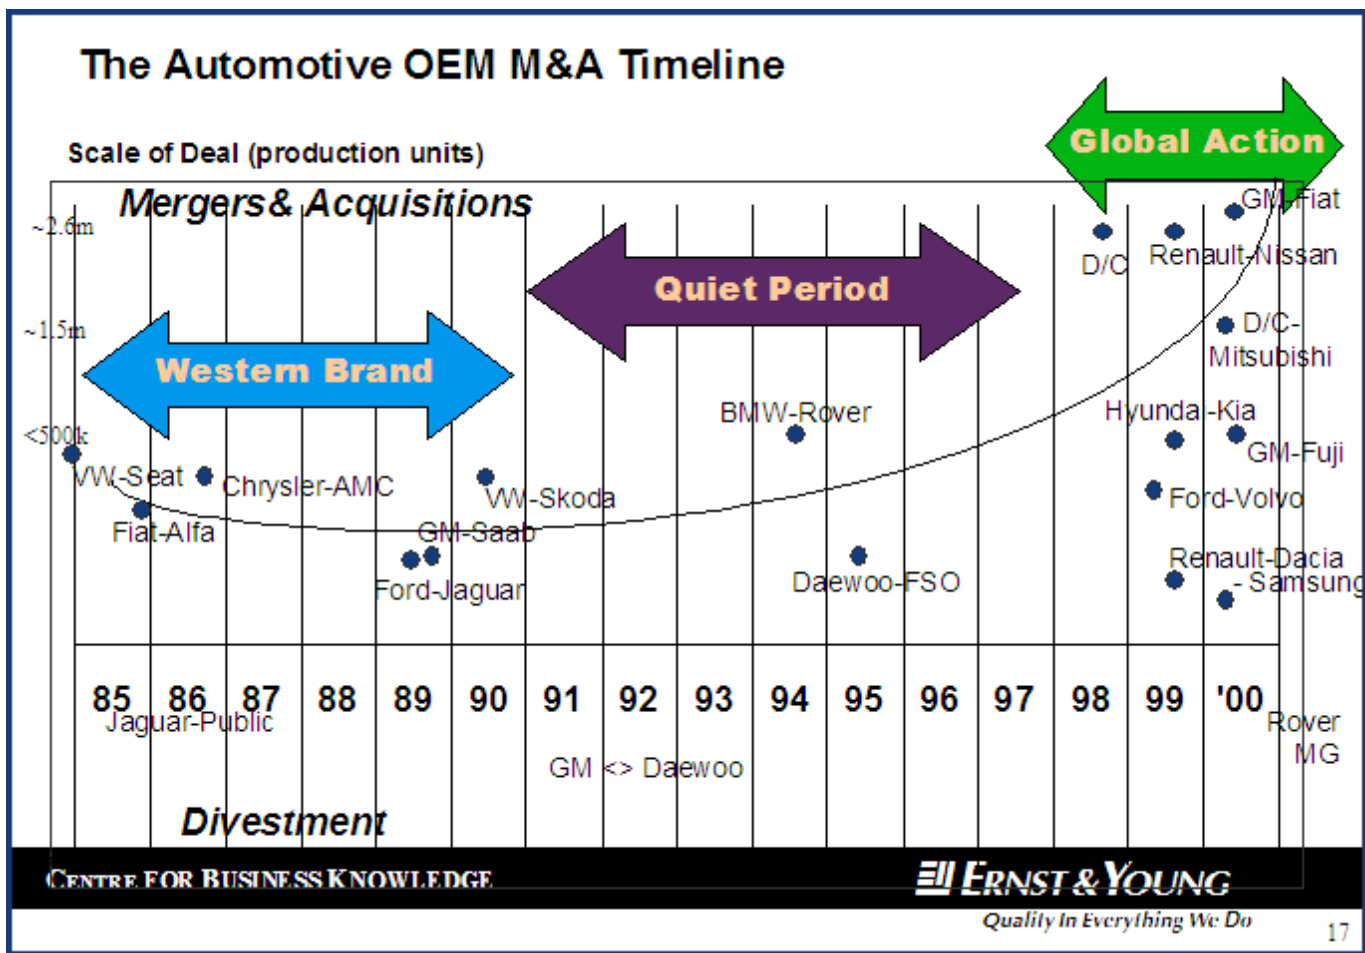 The Automotive OEM M&A Timeline
Global Action
Scale of Deal (production units)
Mergers& Acquisitions
GM-Fiat
~2.6m
D/C
Renault-Nissan
Quiet Period
~1.5m
D/C-
Mitsubishi
Western Brand
BMW-Rover
Hyundai-Kia
<500k
GM-Fuji
VW-Seat
Chrysler-AMC
VW-Skoda
Ford-Volvo
Fiat-Alfa
GM-Saab
Renault-Dacia
Ford-Jaguar
Daewoo-FSO
- Samsung
85 86 87 88 89 90 91 92 93 94 95 96 97 98 99 '00
Jaguar-Public
Rover
MG
GM <> Daewoo
Divestment
CENTRE FOR BUSINESS KNOWLEDGE
ERNST & YOUNG
Quality In Everything We Do
17